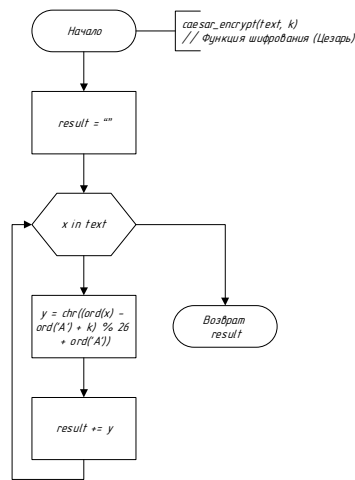 Начало
caesar_encrypt(text, k)
// Функция шифрования (Цезарь)
result = “”
x in text
y = chr((ord(x) –
ord('A') + k) % 26
+ ord('A'))
Возврат
result
result += y